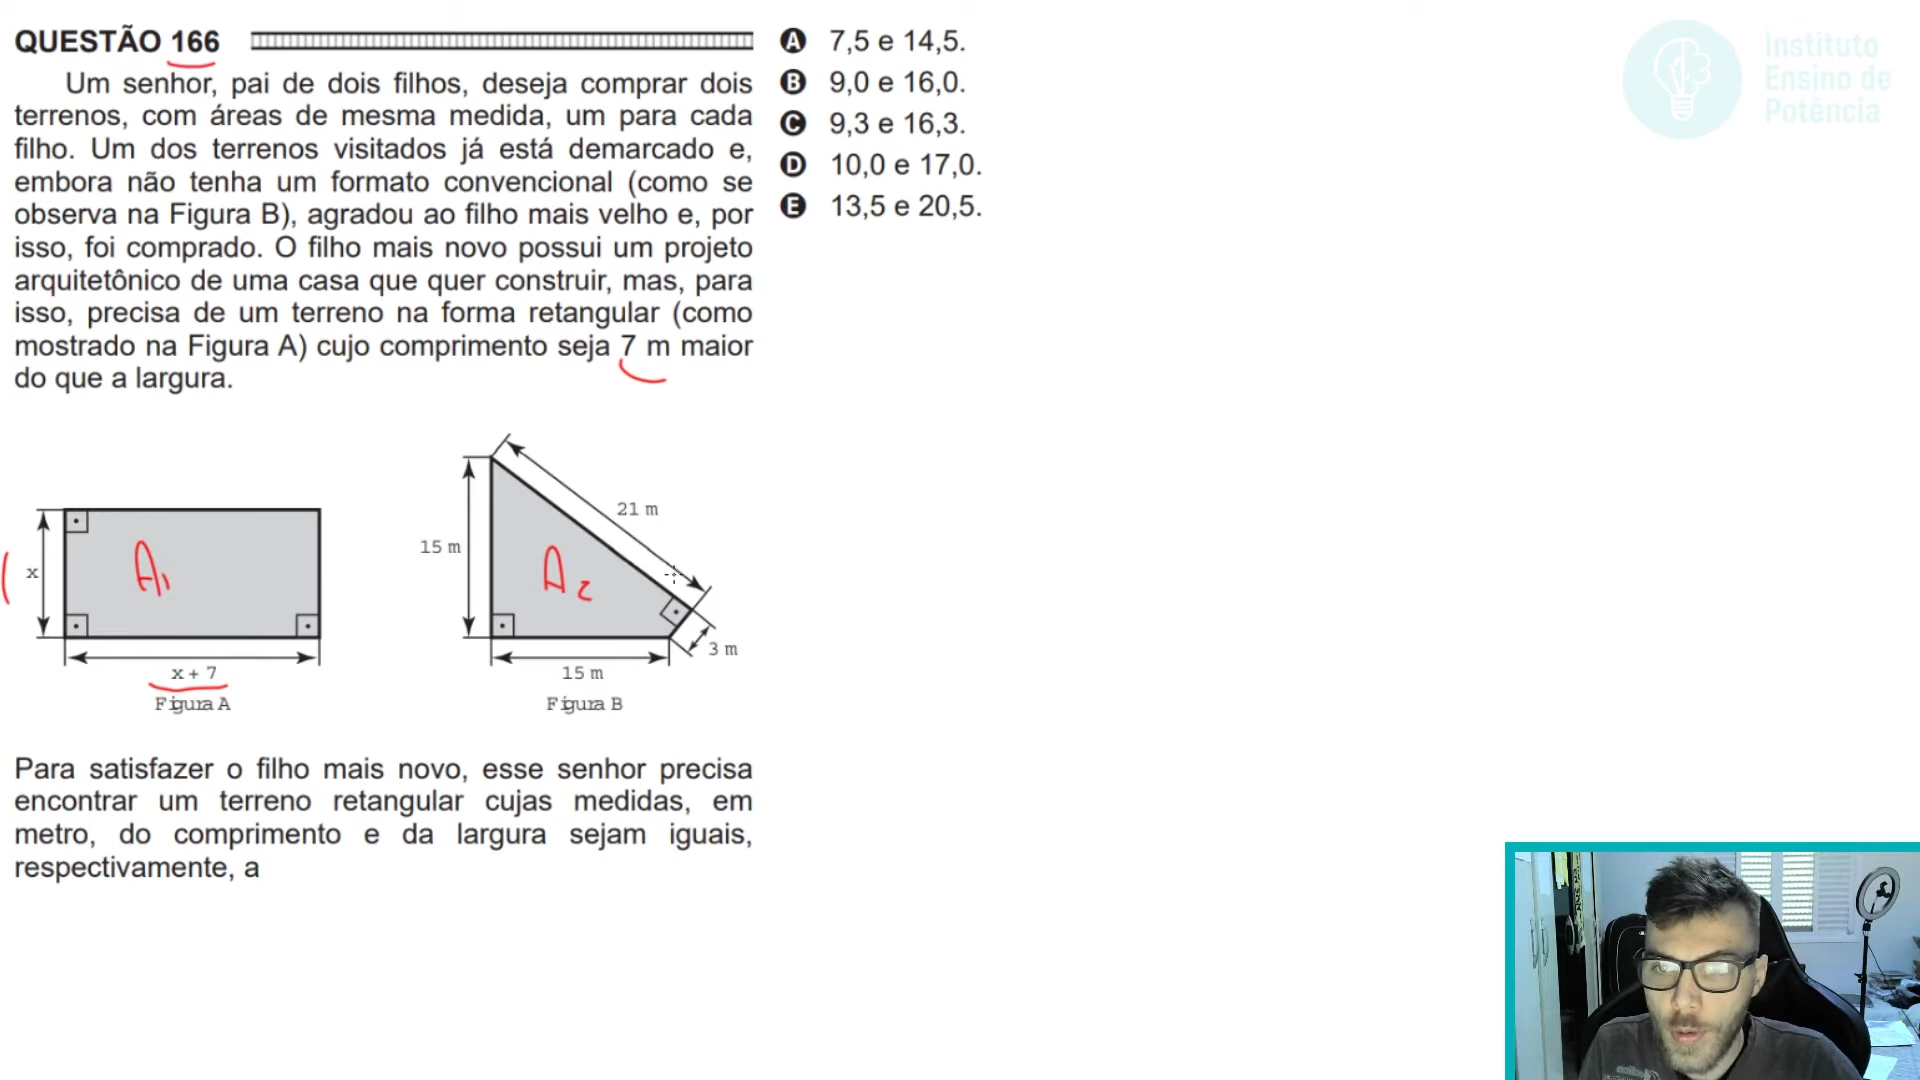 QUESTÃO 166
Um senhor, pai de dois filhos, deseja comprar dois
terrenos, com áreas de mesma medida, um para cada
filho. Um dos terrenos visitados já está demarcado e,
embora não tenha um formato convencional (como se
observa na Figura B), agradou ao filho mais velho e, por
isso, foi comprado. O filho mais novo possui um projeto
arquitetônico de uma casa que quer construir, mas, para
isso, precisa de um terreno na forma retangular (como
mostrado na Figura A) cujo comprimento seja 7 m maior
do que a largura.
x
A1
x + 7
Figura A
15 m
21 m
A2
3 m
15 m
Figura B
Para satisfazer o filho mais novo, esse senhor precisa
encontrar um terreno retangular cujas medidas, em
metro, do comprimento e da largura sejam iguais,
respectivamente, a
A 7,5 e 14,5.
B 9,0 e 16,0.
C 9,3 e 16,3.
D 10,0 e 17,0.
E 13,5 e 20,5.
Instituto
Ensino de
Potência